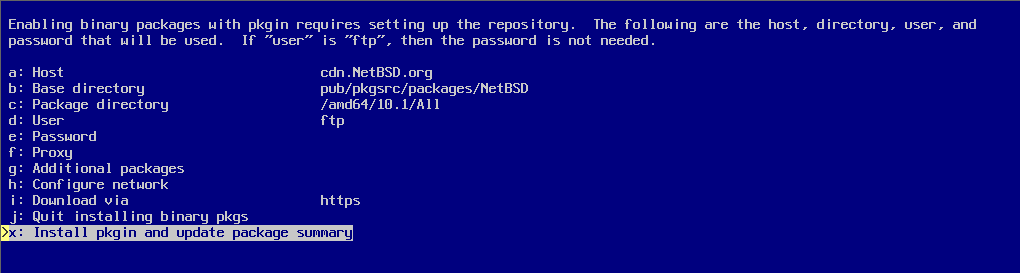 Enabling binary packages with pkgin requires setting up the repository.  The following are the host, directory, user, and
password that will be used.  If "user" is "ftp", then the password is not needed.
a: Host cdn.NetBSD.org
b: Base directory pub/pkgsrc/packages/NetBSD
c: Package directory /amd64/10.1/All
d: User ftp
e: Password
f: Proxy
g: Additional packages
h: Configure network
i: Download via https
j: Quit installing binary pkgs
>x: Install pkgin and update package summary